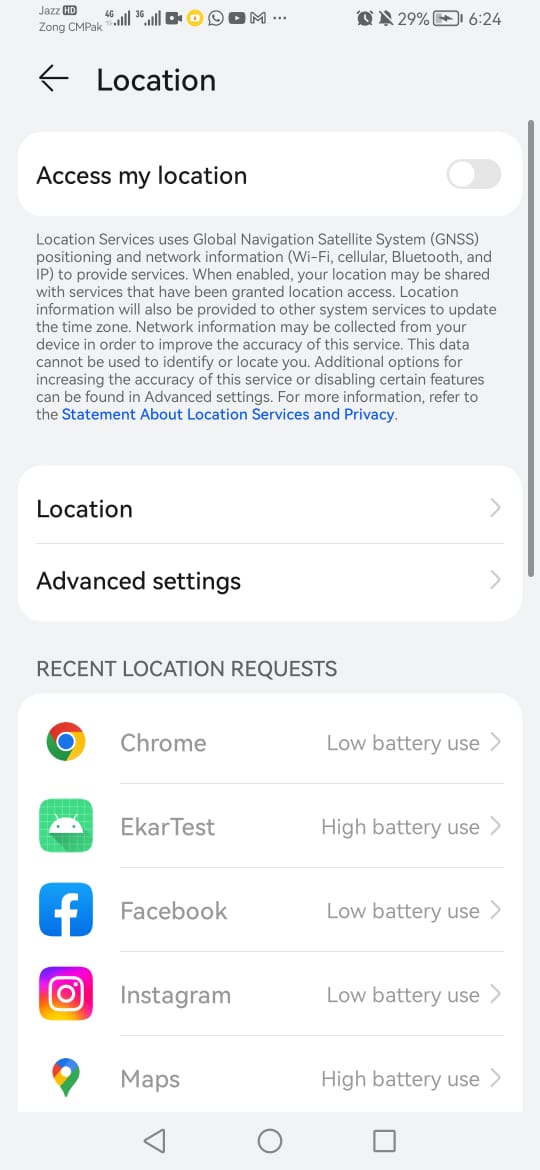 Jazz HD
Zong CMPak
4G
3G
29%
6:24
Location
Access my location
Location Services uses Global Navigation Satellite System (GNSS)
positioning and network information (Wi-Fi, cellular, Bluetooth, and
IP) to provide services. When enabled, your location may be shared
with services that have been granted location access. Location
information will also be provided to other system services to update
the time zone. Network information may be collected from your
device in order to improve the accuracy of this service. This data
cannot be used to identify or locate you. Additional options for
increasing the accuracy of this service or disabling certain features
can be found in Advanced settings. For more information, refer to
the Statement About Location Services and Privacy.
Location
Advanced settings
RECENT LOCATION REQUESTS
Chrome Low battery use
EkarTest High battery use
Facebook Low battery use
Instagram Low battery use
Maps High battery use